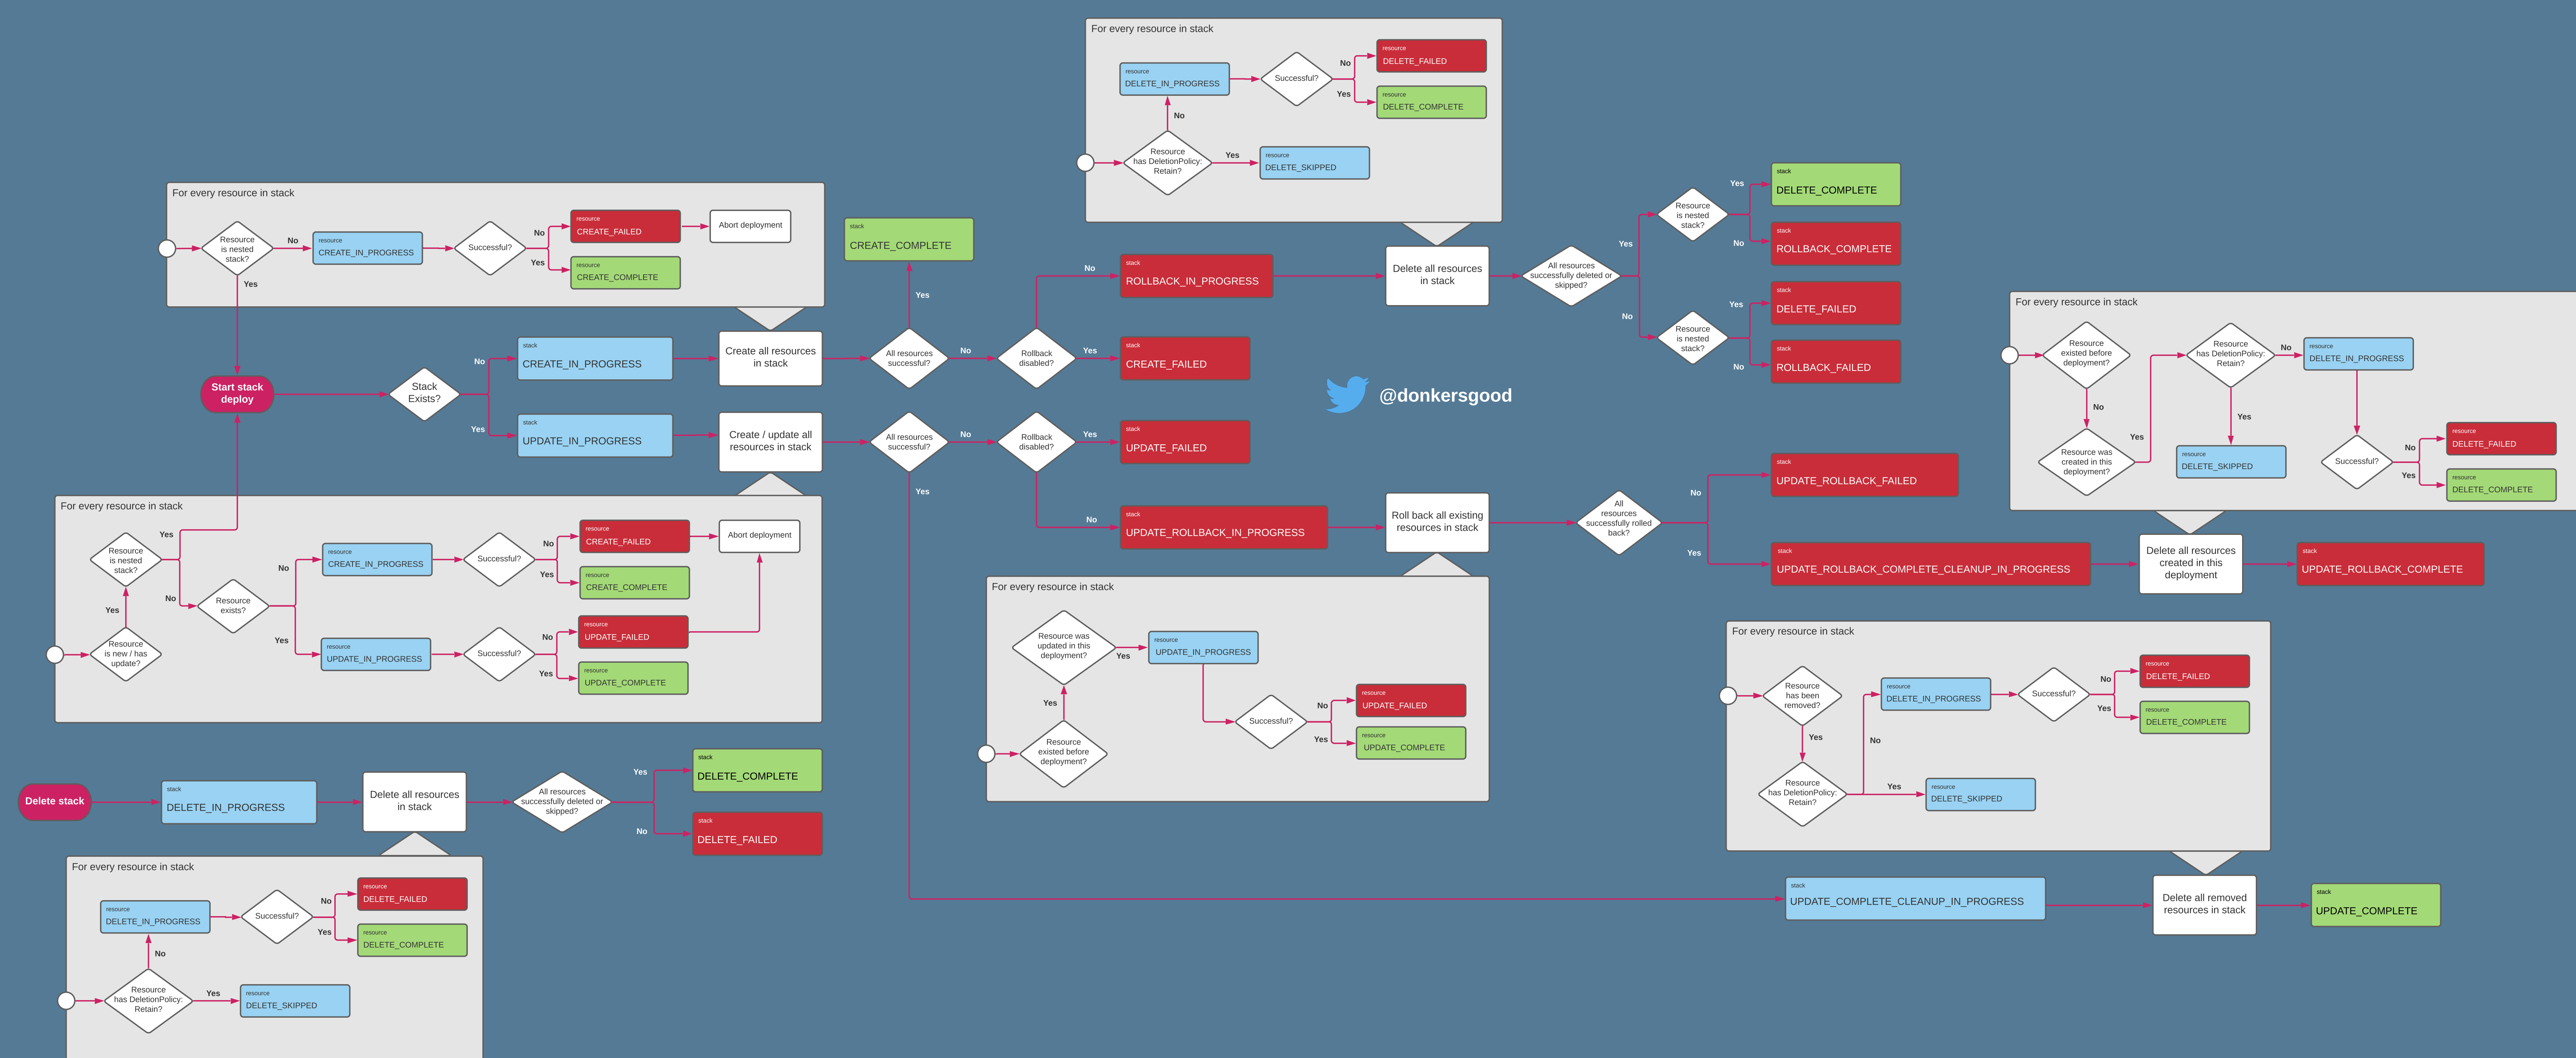 For every resource in stack
resource
DELETE_IN_PROGRESS
Successful?
No
resource
DELETE_FAILED
Yes
resource
DELETE_COMPLETE
No
Resource
has DeletionPolicy:
Retain?
Yes
resource
DELETE_SKIPPED
For every resource in stack
Resource
is nested
stack?
No
resource
CREATE_IN_PROGRESS
Successful?
No
resource
CREATE_FAILED
Abort deployment
Yes
resource
CREATE_COMPLETE
Yes
Start stack
deploy
Stack
Exists?
No
stack
CREATE_IN_PROGRESS
Create all resources
in stack
All resources
successful?
Yes
stack
CREATE_COMPLETE
No
Rollback
disabled?
Yes
stack
CREATE_FAILED
No
stack
ROLLBACK_IN_PROGRESS
Delete all resources
in stack
All resources
successfully deleted or
skipped?
Yes
Resource
is nested
stack?
Yes
stack
DELETE_COMPLETE
No
stack
ROLLBACK_COMPLETE
No
Resource
is nested
stack?
Yes
stack
DELETE_FAILED
No
stack
ROLLBACK_FAILED
@donkersgood
Yes
stack
UPDATE_IN_PROGRESS
Create / update all
resources in stack
All resources
successful?
No
Rollback
disabled?
Yes
stack
UPDATE_FAILED
Yes
No
stack
UPDATE_ROLLBACK_IN_PROGRESS
Roll back all existing
resources in stack
All
resources
successfully rolled
back?
No
stack
UPDATE_ROLLBACK_FAILED
Yes
stack
UPDATE_ROLLBACK_COMPLETE_CLEANUP_IN_PROGRESS
Delete all resources
created in this
deployment
stack
UPDATE_ROLLBACK_COMPLETE
For every resource in stack
Resource
existed before
deployment?
No
Resource was
created in this
deployment?
Yes
Resource
has DeletionPolicy:
Retain?
No
resource
DELETE_IN_PROGRESS
Yes
resource
DELETE_SKIPPED
Successful?
No
resource
DELETE_FAILED
Yes
resource
DELETE_COMPLETE
For every resource in stack
Resource
is nested
stack?
Yes
No
Yes
Resource
is new / has
update?
Resource
exists?
No
resource
CREATE_IN_PROGRESS
Successful?
No
resource
CREATE_FAILED
Abort deployment
Yes
resource
CREATE_COMPLETE
Yes
resource
UPDATE_IN_PROGRESS
Successful?
No
resource
UPDATE_FAILED
Yes
resource
UPDATE_COMPLETE
For every resource in stack
Resource was
updated in this
deployment?
Yes
resource
UPDATE_IN_PROGRESS
Yes
Resource
existed before
deployment?
Successful?
No
resource
UPDATE_FAILED
Yes
resource
UPDATE_COMPLETE
For every resource in stack
Resource
has been
removed?
Yes
Resource
has DeletionPolicy:
Retain?
No
resource
DELETE_IN_PROGRESS
Successful?
No
resource
DELETE_FAILED
Yes
resource
DELETE_COMPLETE
Yes
resource
DELETE_SKIPPED
stack
UPDATE_COMPLETE_CLEANUP_IN_PROGRESS
Delete all removed
resources in stack
stack
UPDATE_COMPLETE
Delete stack
stack
DELETE_IN_PROGRESS
Delete all resources
in stack
All resources
successfully deleted or
skipped?
Yes
stack
DELETE_COMPLETE
No
stack
DELETE_FAILED
For every resource in stack
resource
DELETE_IN_PROGRESS
Successful?
No
resource
DELETE_FAILED
Yes
resource
DELETE_COMPLETE
No
Resource
has DeletionPolicy:
Retain?
Yes
resource
DELETE_SKIPPED